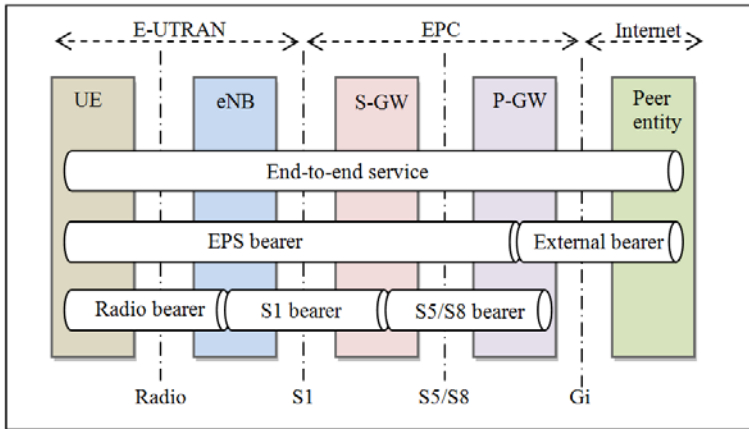 E-UTRAN EPC Internet
UE eNB S-GW P-GW Peer
entity
End-to-end service
EPS bearer External bearer
Radio bearer S1 bearer S5/S8 bearer
Radio S1 S5/S8 Gi